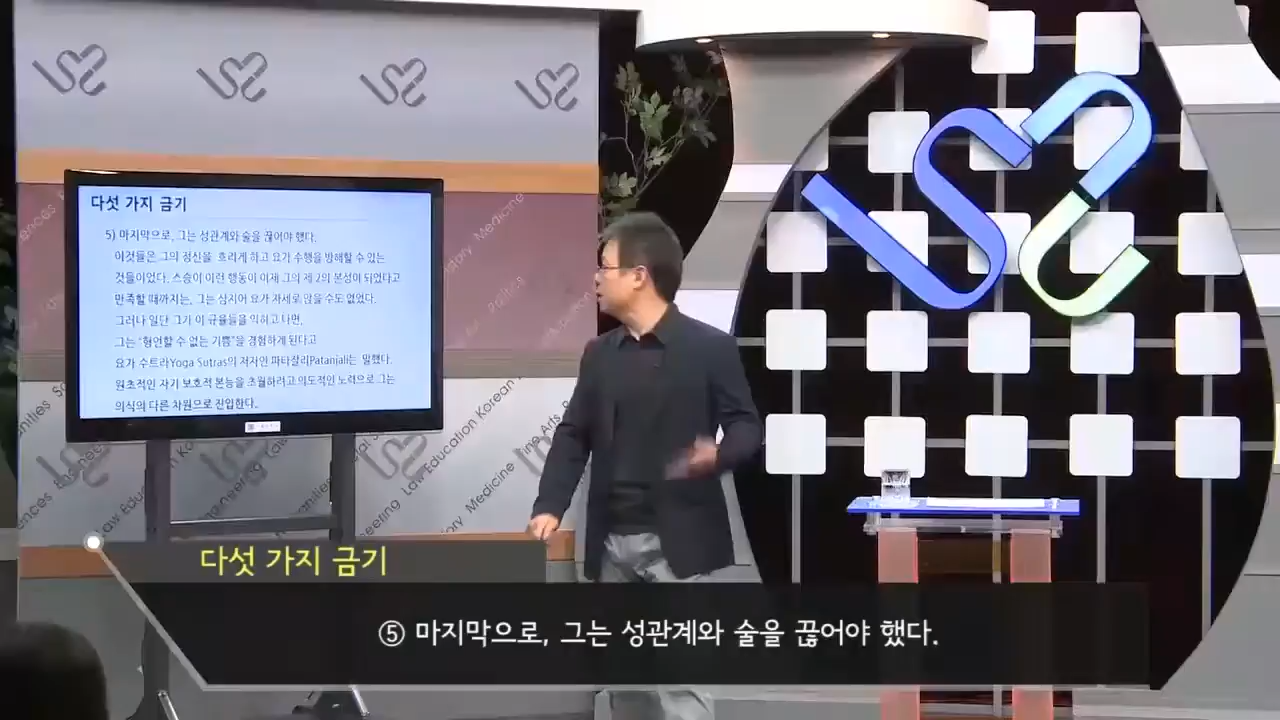 다섯 가지 금기
5) 마지막으로, 그는 성관계와 술을 끊어야 했다.
이것들은 그의 정신을 흐리게 하고 요가 수행을 방해할 수 있는
것들이었다. 스승이 이런 행동이 이제 그의 제 2의 본성이 되었다고
만족할 때까지는, 그는 심지어 요가 자세로 앉을 수도 없었다.
그러나 일단 그가 이 규율들을 익히고 나면,
그는 "형언할 수 없는 기쁨"을 경험하게 된다고
요가 수트라Yoga Sutras의 저자인 파탄잘리Patanjali는 말했다.
원초적인 자기 보호적 본능을 초월하려고 의도적인 노력으로 그는
의식의 다른 차원으로 진입한다.
Medicine
Law Education Korean
Medicine Fine Arts
다섯 가지 금기
⑤ 마지막으로, 그는 성관계와 술을 끊어야 했다.